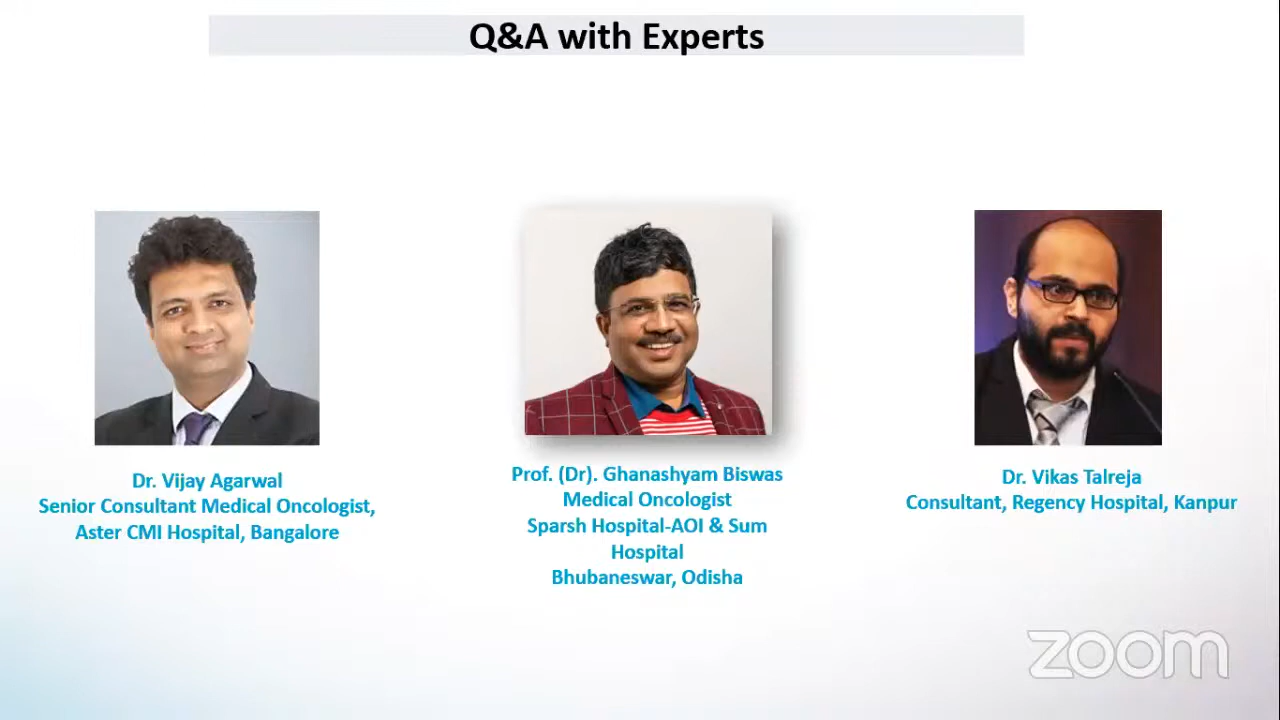 Q&A with Experts
Dr. Vijay Agarwal
Senior Consultant Medical Oncologist,
Aster CMI Hospital, Bangalore
Prof. (Dr). Ghanashyam Biswas
Medical Oncologist
Sparsh Hospital-AOI & Sum
Hospital
Bhubaneswar, Odisha
Dr. Vikas Talreja
Consultant, Regency Hospital, Kanpur
zoom